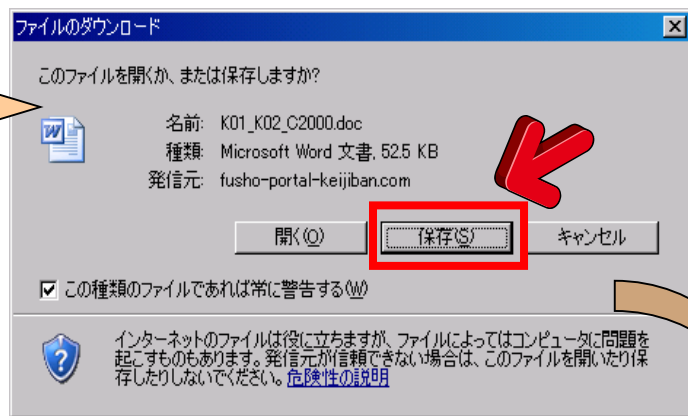 ファイルのダウンロード
このファイルを開くか、または保存しますか?
名前: K01_K02_C2000.doc
種類: Microsoft Word 文書, 52.5 KB
発信元: fusho-portal-keijiban.com
開く(O) 保存(S) キャンセル
この種類のファイルであれば常に警告する(W)
インターネットのファイルは役に立ちますが、ファイルによってはコンピュータに問題を
起こすものもあります。発信元が信頼できない場合は、このファイルを開いたり保
存したりしないでください。危険性の説明